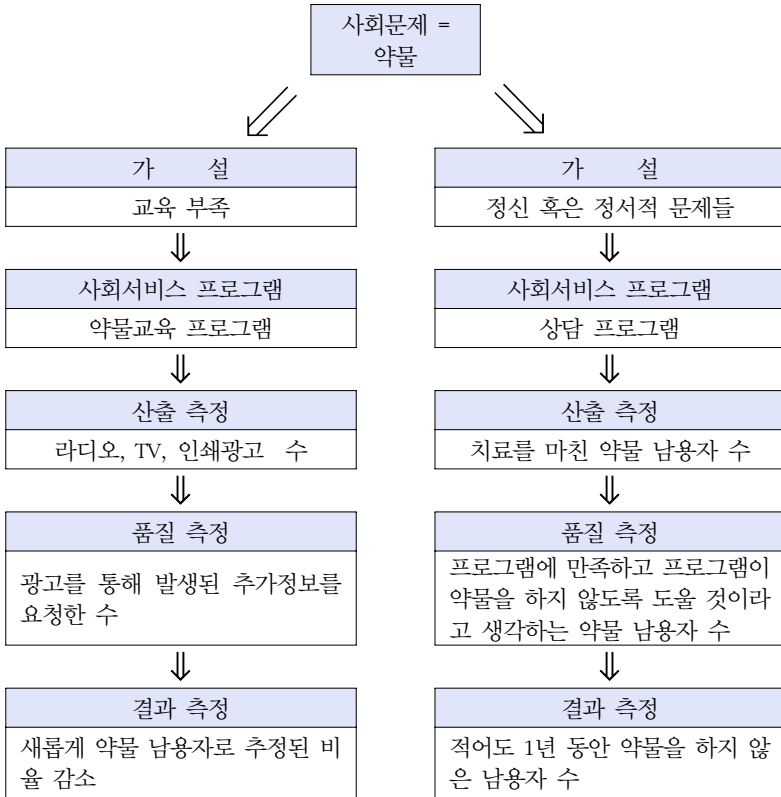 사회문제 =
약물
가 설
교육 부족
사회서비스 프로그램
약물교육 프로그램
산출 측정
라디오, TV, 인쇄광고 수
품질 측정
광고를 통해 발생된 추가정보를
요청한 수
결과 측정
새롭게 약물 남용자로 추정된 비
율 감소
가 설
정신 혹은 정서적 문제들
사회서비스 프로그램
상담 프로그램
산출 측정
치료를 마친 약물 남용자 수
품질 측정
프로그램에 만족하고 프로그램이
약물을 하지 않도록 도울 것이라
고 생각하는 약물 남용자 수
결과 측정
적어도 1년 동안 약물을 하지 않
은 남용자 수